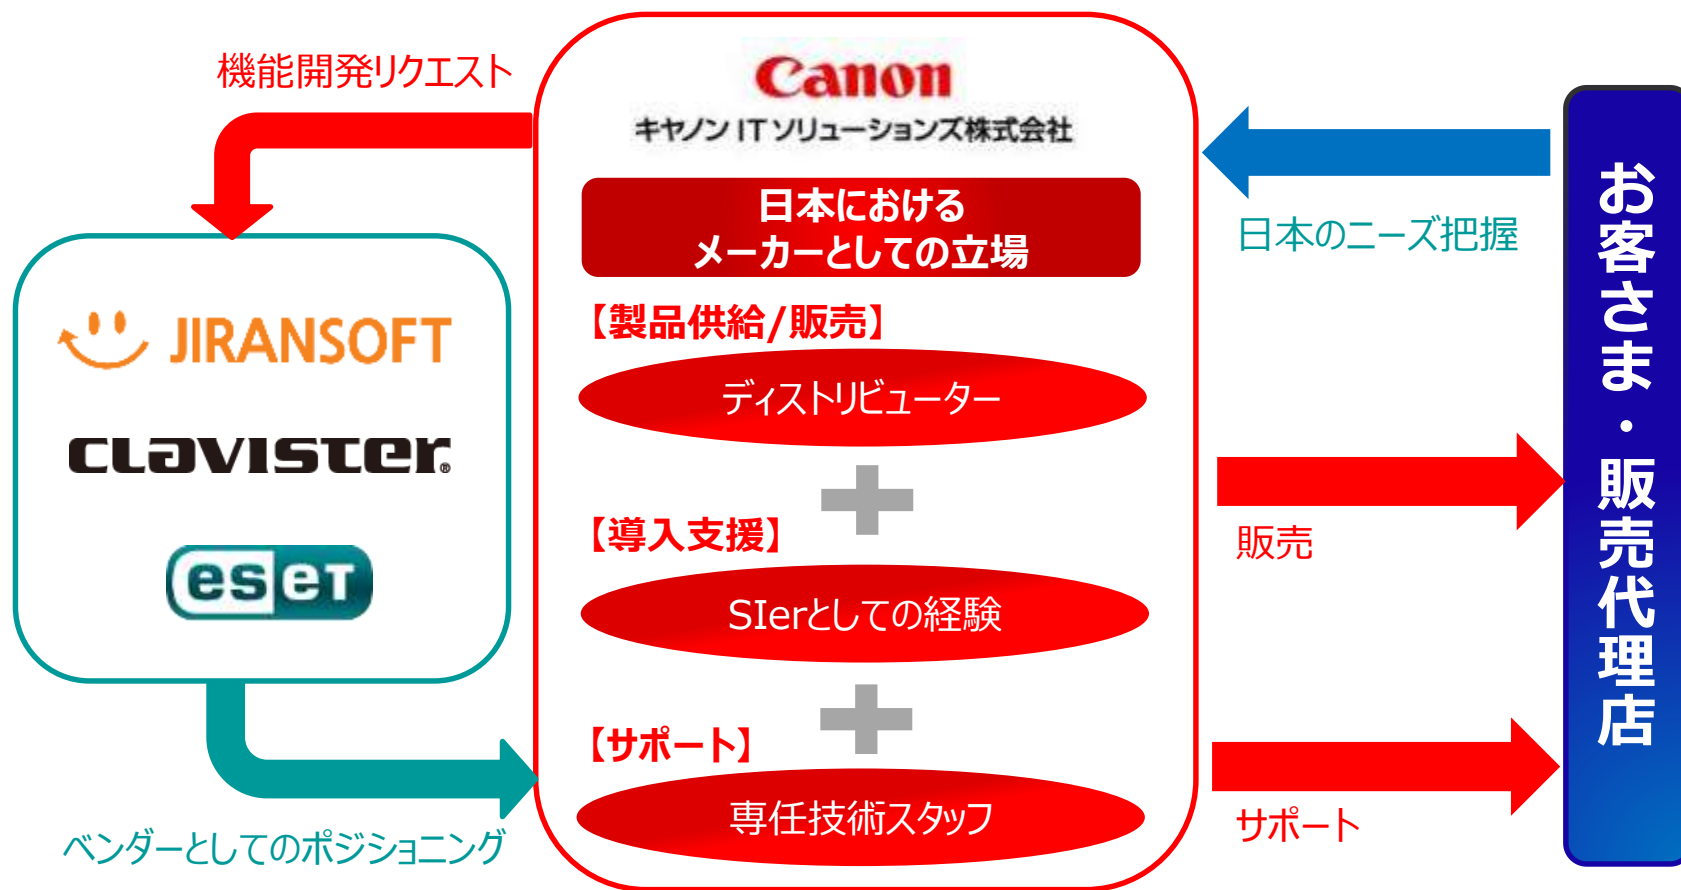 機能開発リクエスト
JIRANSOFT
CLAVISTER®
eset
ベンダーとしてのポジショニング
Canon
キヤノン IT ソリューションズ株式会社
日本における
メーカーとしての立場
【製品供給/販売】
ディストリビューター
【導入支援】
SIerとしての経験
【サポート】
専任技術スタッフ
日本のニーズ把握
販売
サポート
お客さま・販売代理店